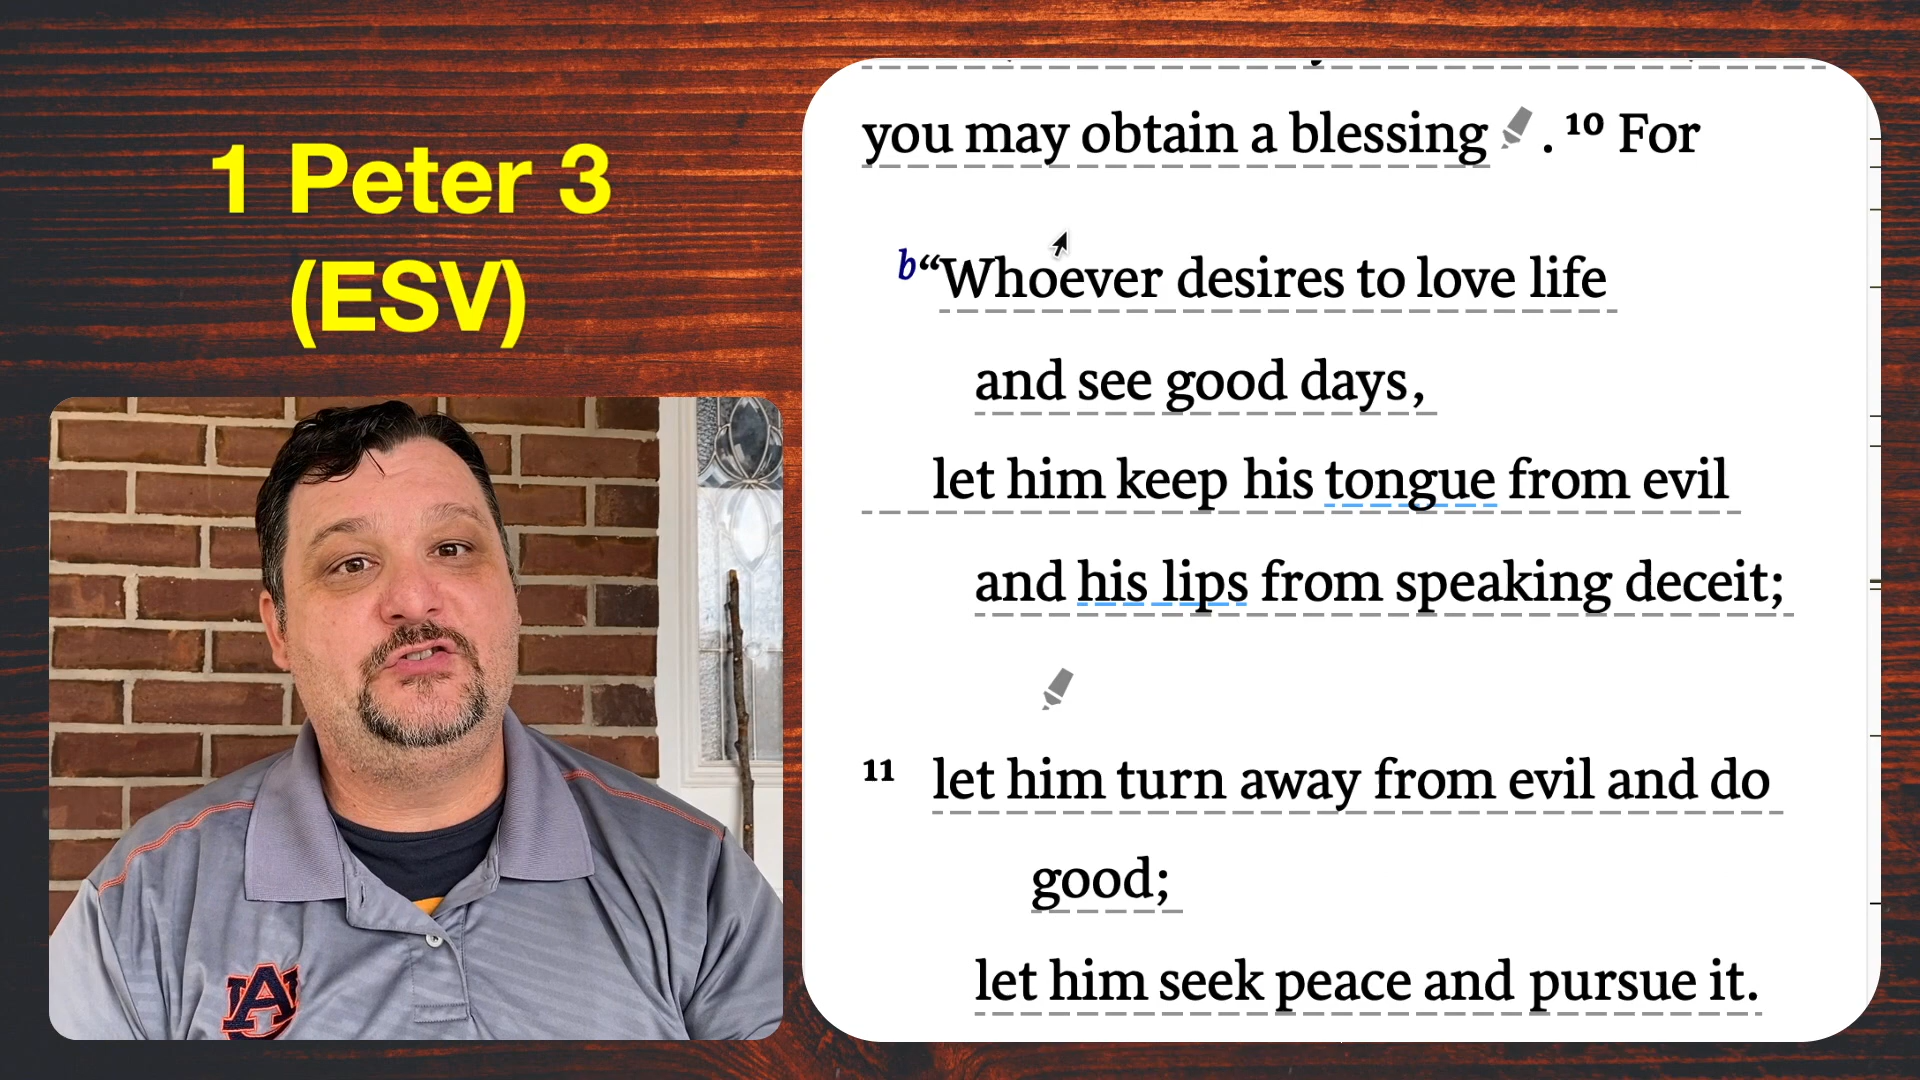 1 Peter 3
(ESV)
you may obtain a blessing . 10 For
b “Whoever desires to love life
and see good days,
let him keep his tongue from evil
and his lips from speaking deceit;
11 let him turn away from evil and do
good;
let him seek peace and pursue it.
AU